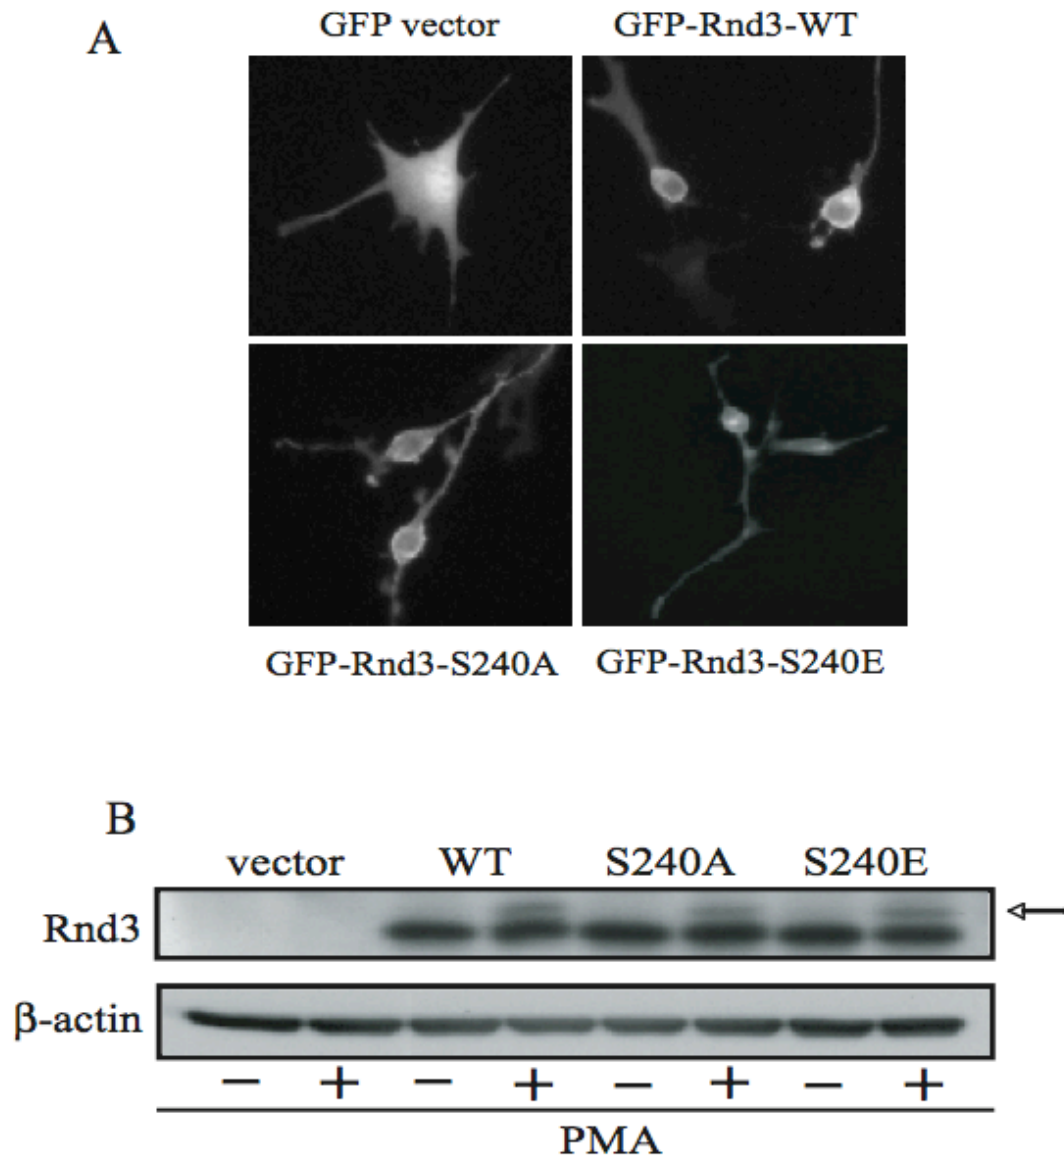 A
GFP vector GFP-Rnd3-WT
GFP-Rnd3-S240A GFP-Rnd3-S240E
B
vector WT S240A S240E
Rnd3
β-actin
− + − + − + − +
PMA